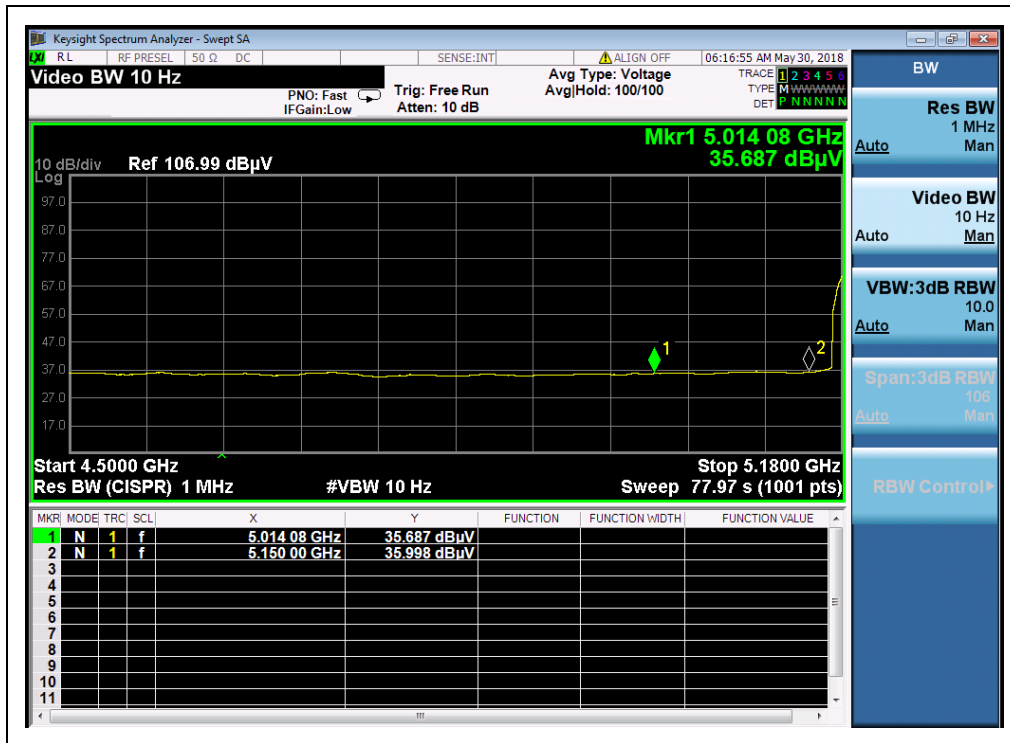 Keysight Spectrum Analyzer - Swept SA
LXI RL RF PRESEL 50 Ω DC SENSE:INT ALIGN OFF 06:16:55 AM May 30, 2018
Video BW 10 Hz
PNO: Fast
IFGain:Low
Trig: Free Run
Atten: 10 dB
Avg Type: Voltage
Avg|Hold: 100/100
TRACE 1 2 3 4 5 6
TYPE M WWWWW
DET P N N N N N
Mkr1 5.014 08 GHz
35.687 dBµV
10 dB/div Ref 106.99 dBµV
Log
97.0
87.0
77.0
67.0
57.0
47.0
37.0
27.0
17.0
1
2
Start 4.5000 GHz Stop 5.1800 GHz
Res BW (CISPR) 1 MHz #VBW 10 Hz Sweep 77.97 s (1001 pts)
MKR MODE TRC SCL X Y FUNCTION FUNCTION WIDTH FUNCTION VALUE
1 N 1 f 5.014 08 GHz 35.687 dBµV
2 N 1 f 5.150 00 GHz 35.998 dBµV
3
4
5
6
7
8
9
10
11
BW
Res BW
1 MHz
Auto Man
Video BW
10 Hz
Auto Man
VBW:3dB RBW
10.0
Auto Man
Span:3dB RBW
106
Auto Man
RBW Control